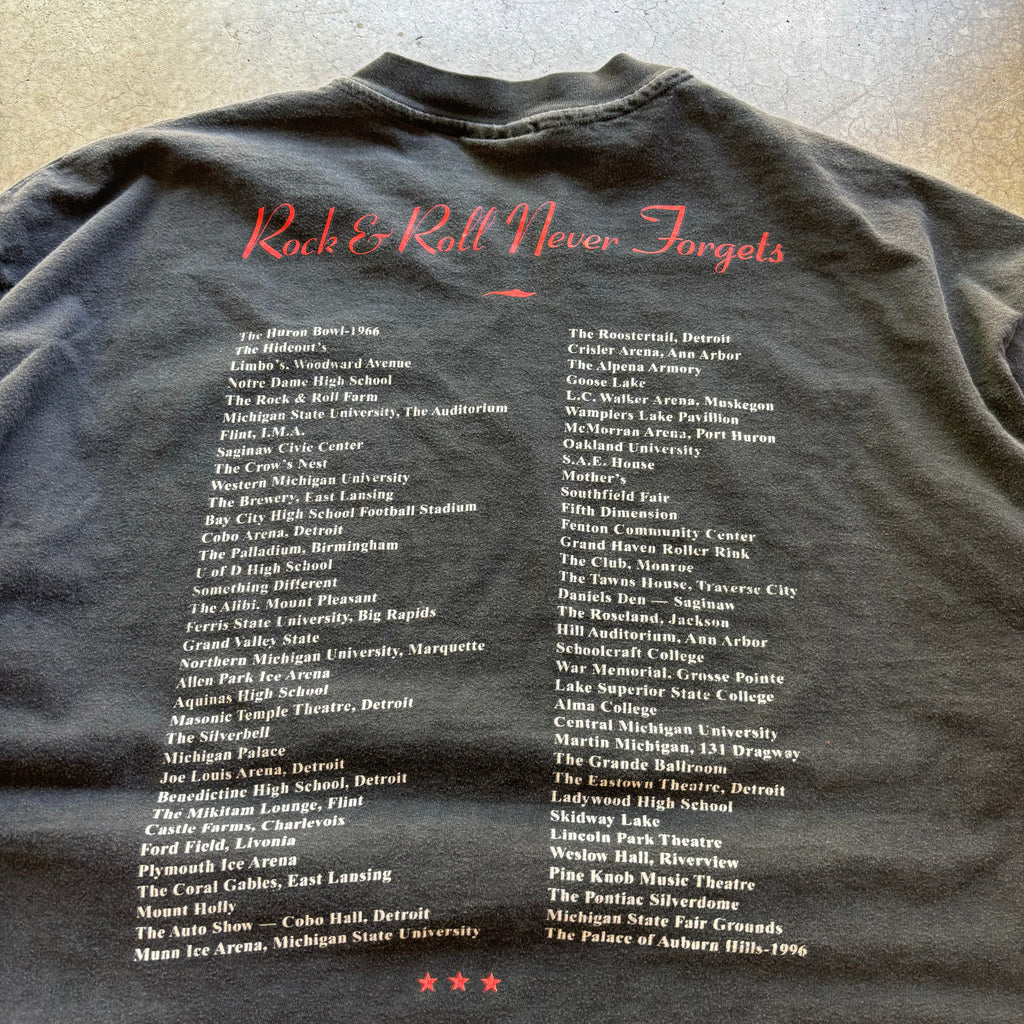 Rock & Roll Never Forgets
The Huron Bowl-1966
The Hideout's
Limbo's, Woodward Avenue
Notre Dame High School
The Rock & Roll Farm
Michigan State University, The Auditorium
Flint, I.M.A.
Saginaw Civic Center
The Crow's Nest
Western Michigan University
The Brewery, East Lansing
Bay City High School Football Stadium
Cobo Arena, Detroit
The Palladium, Birmingham
U of D High School
Something Different
The Alibi, Mount Pleasant
Ferris State University, Big Rapids
Grand Valley State
Northern Michigan University, Marquette
Allen Park Ice Arena
Aquinas High School
Masonic Temple Theatre, Detroit
The Silverbell
Michigan Palace
Joe Louis Arena, Detroit
Benedictine High School, Detroit
The Mikitam Lounge, Flint
Castle Farms, Charlevoix
Ford Field, Livonia
Plymouth Ice Arena
The Coral Gables, East Lansing
Mount Holly
The Auto Show — Cobo Hall, Detroit
Munn Ice Arena, Michigan State University
The Roostertail, Detroit
Crisler Arena, Ann Arbor
The Alpena Armory
Goose Lake
L.C. Walker Arena, Muskegon
Wamplers Lake Pavillion
McMorran Arena, Port Huron
Oakland University
S.A.E. House
Mother's
Southfield Fair
Fifth Dimension
Fenton Community Center
Grand Haven Roller Rink
The Club, Monroe
The Tawns House, Traverse City
Daniels Den — Saginaw
The Roseland, Jackson
Hill Auditorium, Ann Arbor
Schoolcraft College
War Memorial, Grosse Pointe
Lake Superior State College
Alma College
Central Michigan University
Martin Michigan, 131 Dragway
The Grande Ballroom
The Eastown Theatre, Detroit
Ladywood High School
Skidway Lake
Lincoln Park Theatre
Weslow Hall, Riverview
Pine Knob Music Theatre
The Pontiac Silverdome
Michigan State Fair Grounds
The Palace of Auburn Hills-1996